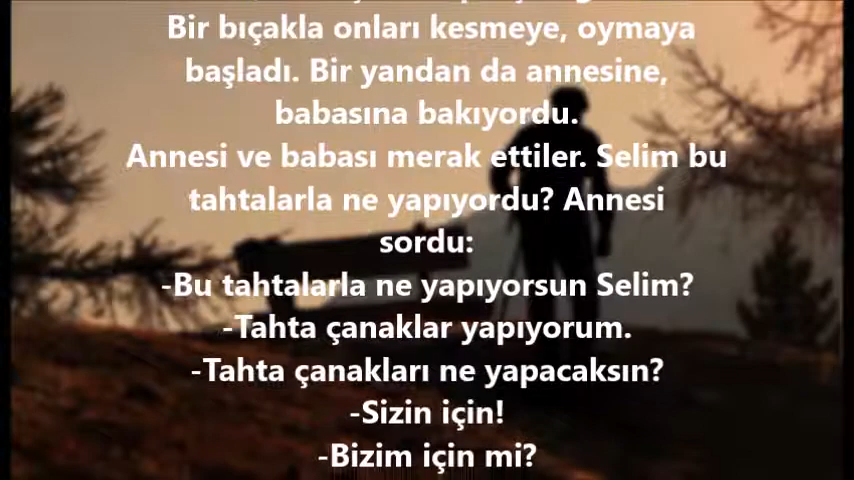 Bir bıçakla onları kesmeye, oymaya
başladı. Bir yandan da annesine,
babasına bakıyordu.
Annesi ve babası merak ettiler. Selim bu
tahtalarla ne yapıyordu? Annesi
sordu:
-Bu tahtalarla ne yapıyorsun Selim?
-Tahta çanaklar yapıyorum.
-Tahta çanakları ne yapacaksın?
-Sizin için!
-Bizim için mi?